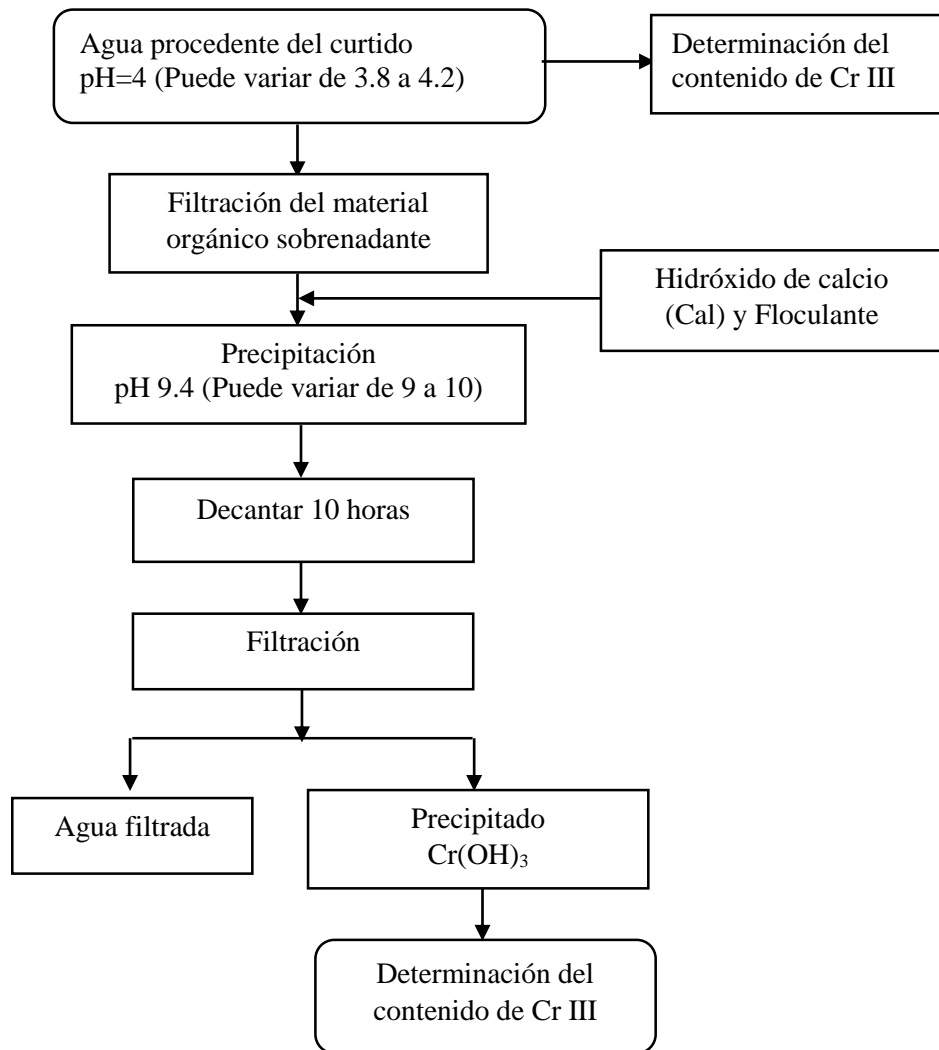 Agua procedente del curtido
pH=4 (Puede variar de 3.8 a 4.2)
Determinación del
contenido de Cr III
Filtración del material
orgánico sobrenadante
Hidróxido de calcio
(Cal) y Floculante
Precipitación
pH 9.4 (Puede variar de 9 a 10)
Decantar 10 horas
Filtración
Agua filtrada
Precipitado
Cr(OH)₃
Determinación del
contenido de Cr III